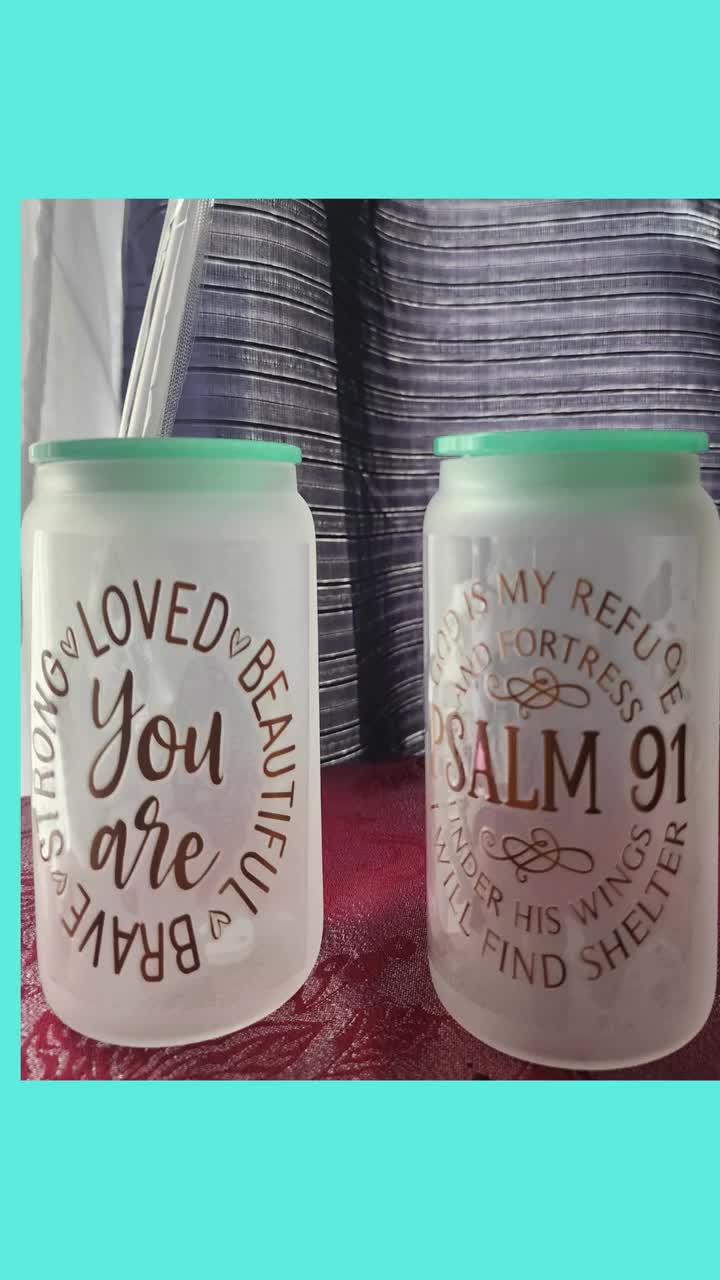 LOVED
BEAUTIFUL
BRAVE
STRONG
You
are
GOD IS MY REFUGE
AND FORTRESS
PSALM 91
UNDER HIS WINGS
I WILL FIND SHELTER